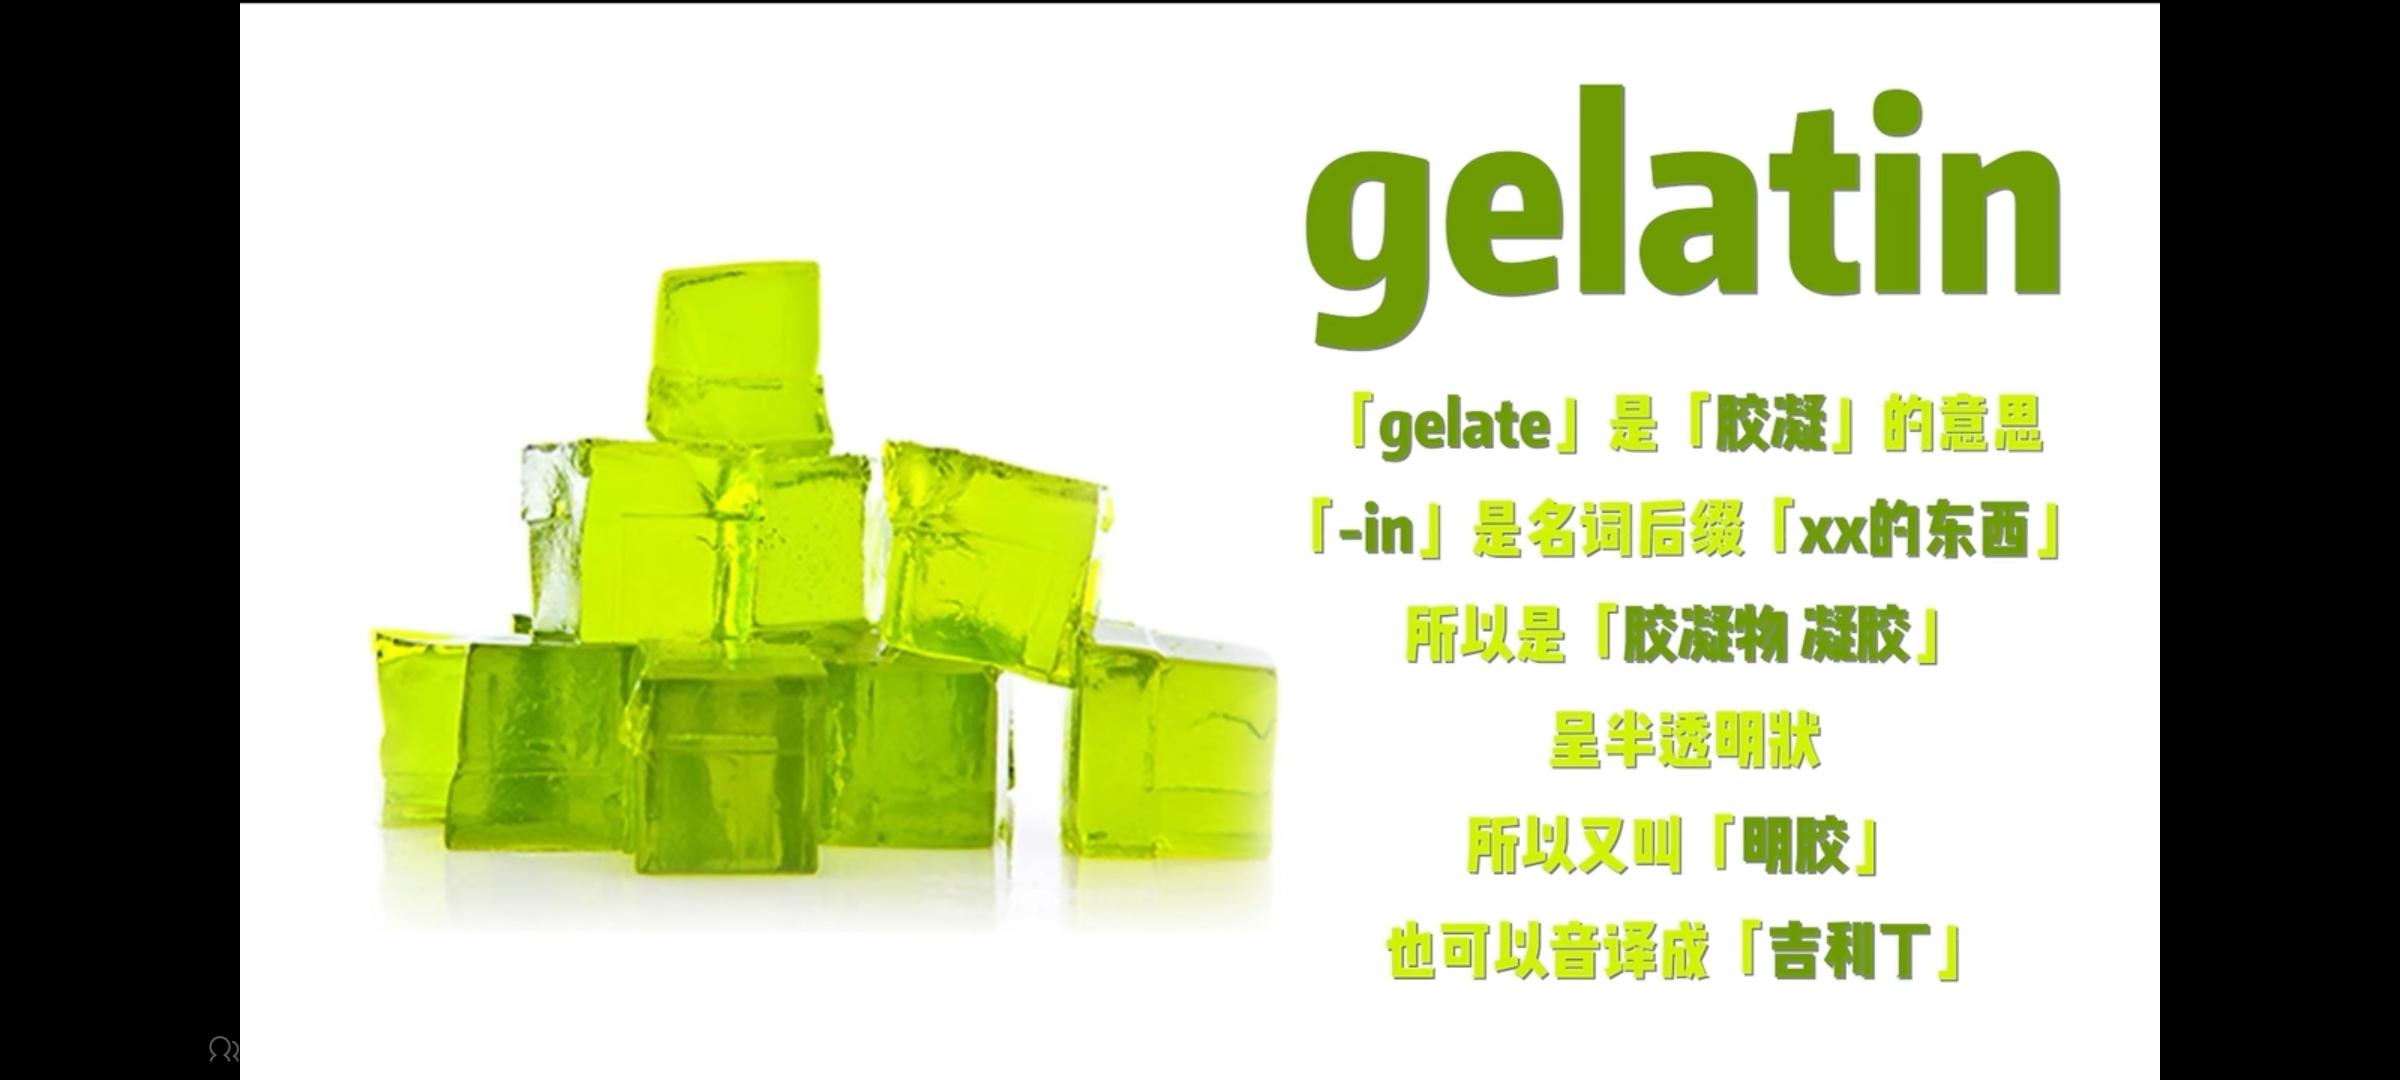 gelatin
「gelate」是「胶凝」的意思
「-in」是名词后缀「xx的东西」
所以是「胶凝物 凝胶」
呈半透明狀
所以又叫「明胶」
也可以音译成「吉利丁」